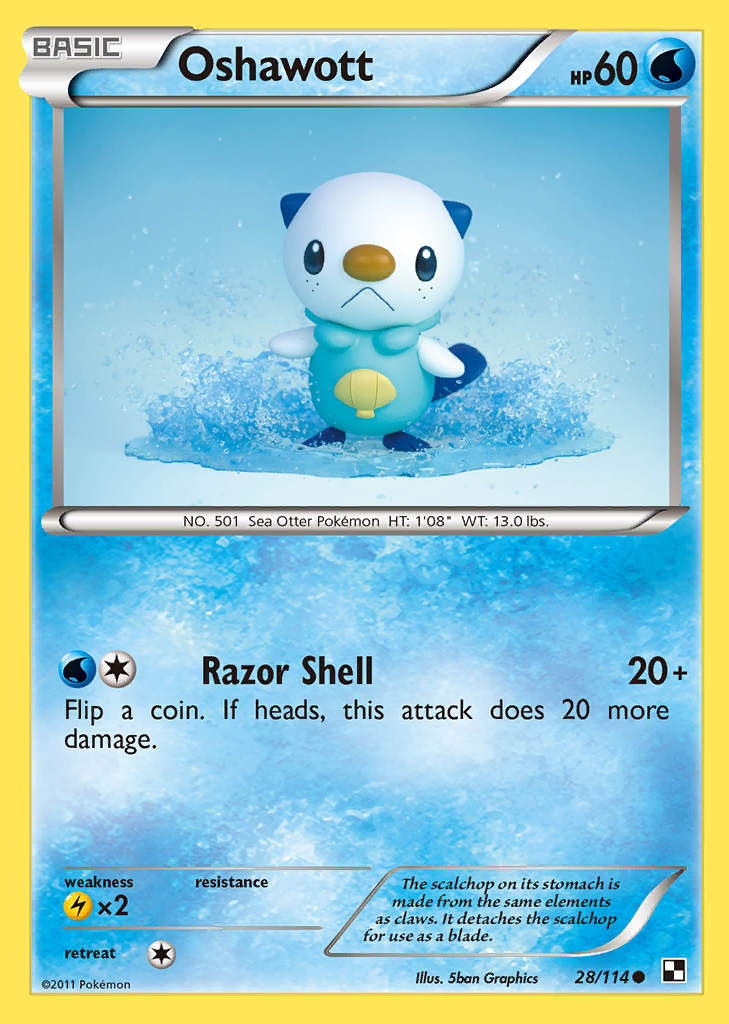 BASIC Oshawott HP60
NO. 501 Sea Otter Pokémon HT: 1'08" WT: 13.0 lbs.
Razor Shell 20+
Flip a coin. If heads, this attack does 20 more
damage.
weakness resistance
×2
retreat
The scalchop on its stomach is
made from the same elements
as claws. It detaches the scalchop
for use as a blade.
Illus. 5ban Graphics 28/114
©2011 Pokémon